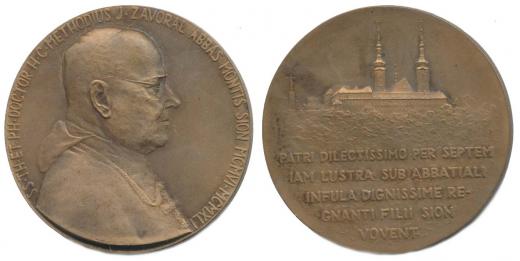 SS·TH·ET PH·DOCTOR H·C·METHODIUS J·ZAVORAL ABBAS MONTIS SION MCMVI-MCMXLI
PATRI DILECTISSIMO PER SEPTEM
IAM LUSTRA SUB ABBATIALI
INFULA DIGNISSIME RE-
GNANTI FILII SION
VOVENT